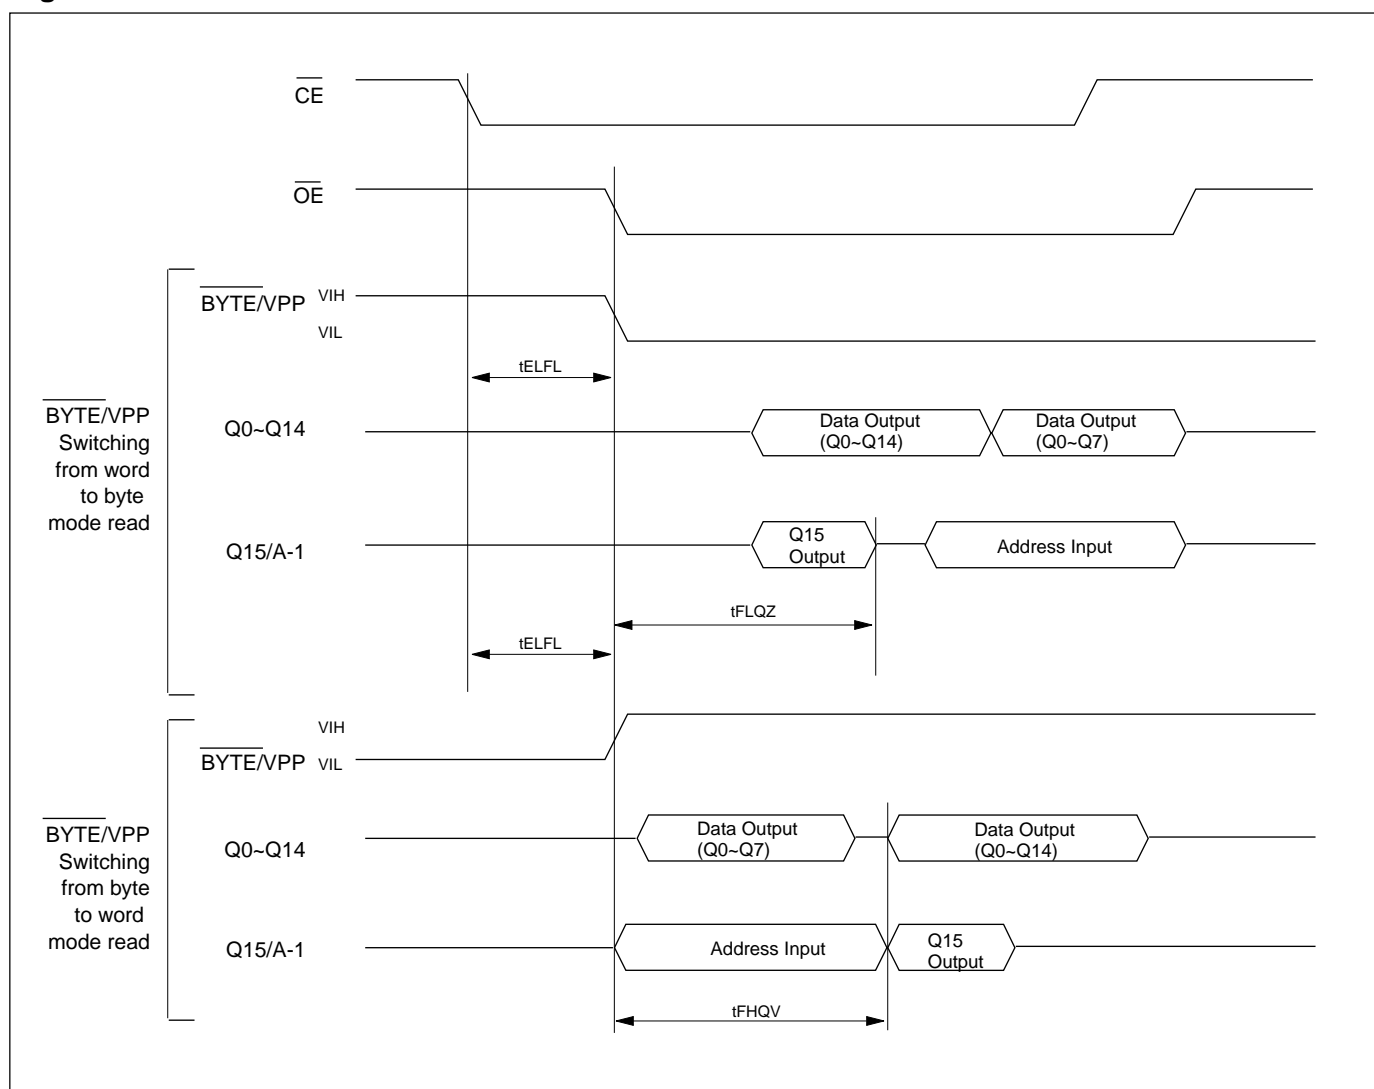 CE
OE
BYTE/VPP VIH
VIL
tELFL
BYTE/VPP
Switching
from word
to byte
mode read
Q0~Q14
Data Output
(Q0~Q14)
Data Output
(Q0~Q7)
Q15/A-1
Q15
Output
Address Input
tFLQZ
tELFL
VIH
BYTE/VPP VIL
BYTE/VPP
Switching
from byte
to word
mode read
Q0~Q14
Data Output
(Q0~Q7)
Data Output
(Q0~Q14)
Q15/A-1
Address Input
Q15
Output
tFHQV